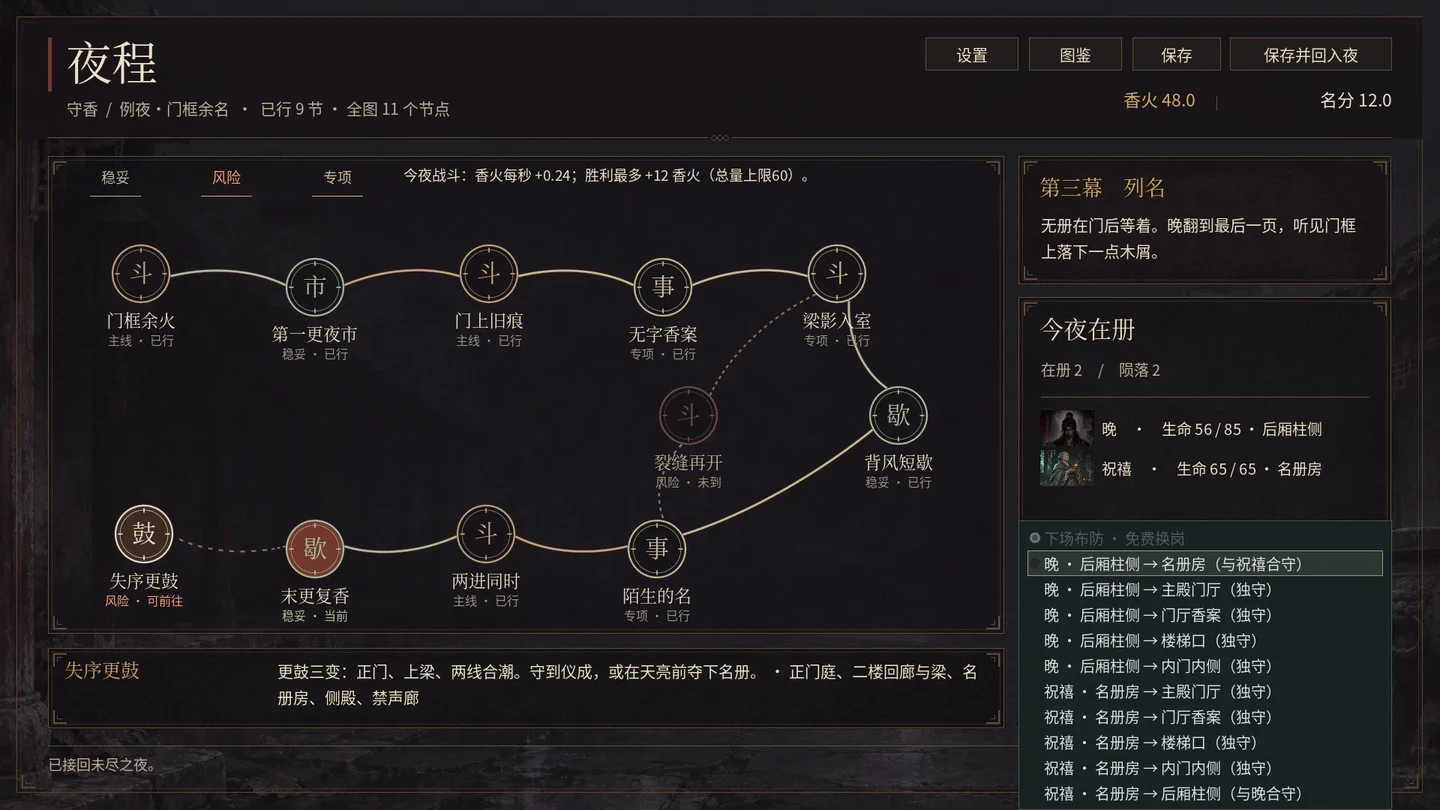 夜程
守香 / 例夜·门框余名 · 已行 9 节 · 全图 11 个节点
设置
图鉴
保存
保存并回入夜
香火 48.0
名分 12.0
稳妥
风险
专项
今夜战斗：香火每秒 +0.24；胜利最多 +12 香火（总量上限60）。
斗
门框余火
主线 · 已行
市
第一更夜市
稳妥 · 已行
斗
门上旧痕
主线 · 已行
事
无字香案
专项 · 已行
斗
梁影入室
专项 · 已行
斗
裂缝再开
风险 · 未到
歇
背风短歇
稳妥 · 已行
鼓
失序更鼓
风险 · 可前往
歇
末更复香
稳妥 · 当前
斗
两进同时
主线 · 已行
事
陌生的名
专项 · 已行
失序更鼓
更鼓三变：正门、上梁、两线合潮。守到仪成，或在天亮前夺下名册。 · 正门庭、二楼回廊与梁、名
册房、侧殿、禁声廊
已接回未尽之夜。
第三幕 列名
无册在门后等着。晚翻到最后一页，听见门框
上落下一点木屑。
今夜在册
在册 2 / 陨落 2
晚 · 生命 56 / 85 · 后厢柱侧
祝禧 · 生命 65 / 65 · 名册房
下场布防 · 免费换岗
晚 · 后厢柱侧 → 名册房（与祝禧合守）
晚 · 后厢柱侧 → 主殿门厅（独守）
晚 · 后厢柱侧 → 门厅香案（独守）
晚 · 后厢柱侧 → 楼梯口（独守）
晚 · 后厢柱侧 → 内门内侧（独守）
祝禧 · 名册房 → 主殿门厅（独守）
祝禧 · 名册房 → 门厅香案（独守）
祝禧 · 名册房 → 楼梯口（独守）
祝禧 · 名册房 → 内门内侧（独守）
祝禧 · 名册房 → 后厢柱侧（与晚合守）